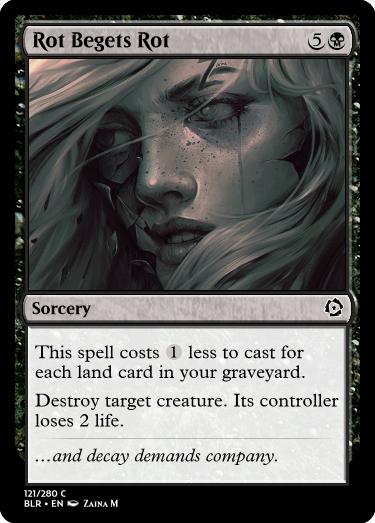 Rot Begets Rot 5
Sorcery
This spell costs 1 less to cast for
each land card in your graveyard.
Destroy target creature. Its controller
loses 2 life.
…and decay demands company.
121/280 C
BLR • EN Zaina M